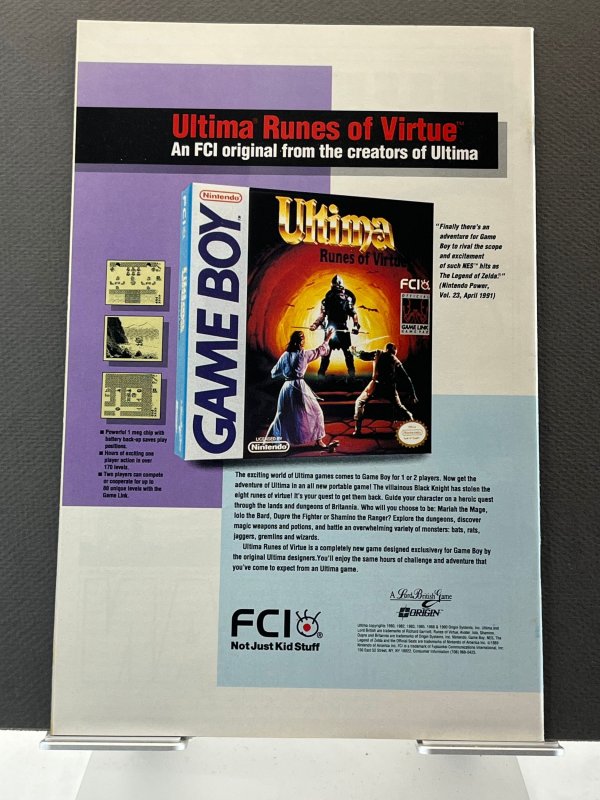 Ultima® Runes of Virtue™
An FCI original from the creators of Ultima
Nintendo
GAME BOY™
FCI
Ultima
Runes of Virtue
FCI
OFFICIAL
GAME LINK
GAME PAK
LICENSED BY
Nintendo
"Finally there's an
adventure for Game
Boy to rival the scope
and excitement
of such NES™ hits as
The Legend of Zelda.®"
(Nintendo Power,
Vol. 23, April 1991)
■ Powerful 1 meg chip with
battery back-up saves play
positions.
■ Hours of exciting one
player action in over
170 levels.
■ Two players can compete
or cooperate for up to
80 unique levels with the
Game Link.
The exciting world of Ultima games comes to Game Boy for 1 or 2 players. Now get the
adventure of Ultima in an all new portable game! The villainous Black Knight has stolen the
eight runes of virtue! It's your quest to get them back. Guide your character on a heroic quest
through the lands and dungeons of Britannia. Who will you choose to be: Mariah the Mage,
Iolo the Bard, Dupre the Fighter or Shamino the Ranger? Explore the dungeons, discover
magic weapons and potions, and battle an overwhelming variety of monsters: bats, rats,
jaggers, gremlins and wizards.
Ultima Runes of Virtue is a completely new game designed exclusively for Game Boy by
the original Ultima designers.You'll enjoy the same hours of challenge and adventure that
you've come to expect from an Ultima game.
A Lord British Game
ORIGIN™
FCI®
Not Just Kid Stuff